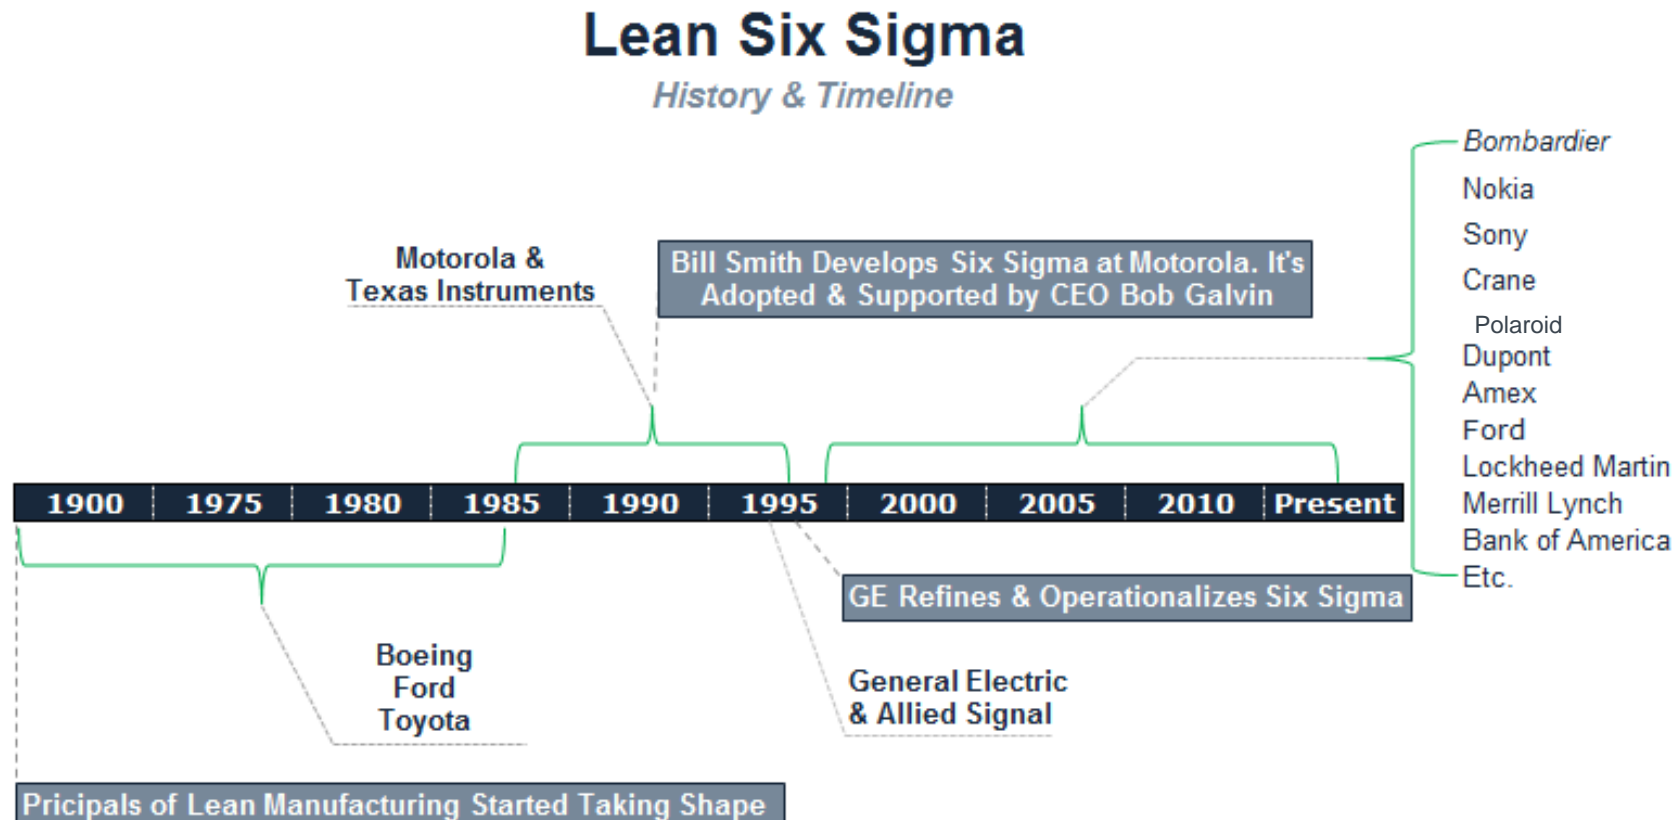 Lean Six Sigma
History & Timeline
Bombardier
Nokia
Sony
Crane
Polaroid
Dupont
Amex
Ford
Lockheed Martin
Merrill Lynch
Bank of America
Etc.
Motorola &
Texas Instruments
Bill Smith Develops Six Sigma at Motorola. It's
Adopted & Supported by CEO Bob Galvin
1900 1975 1980 1985 1990 1995 2000 2005 2010 Present
GE Refines & Operationalizes Six Sigma
Boeing
Ford
Toyota
General Electric
& Allied Signal
Pricipals of Lean Manufacturing Started Taking Shape